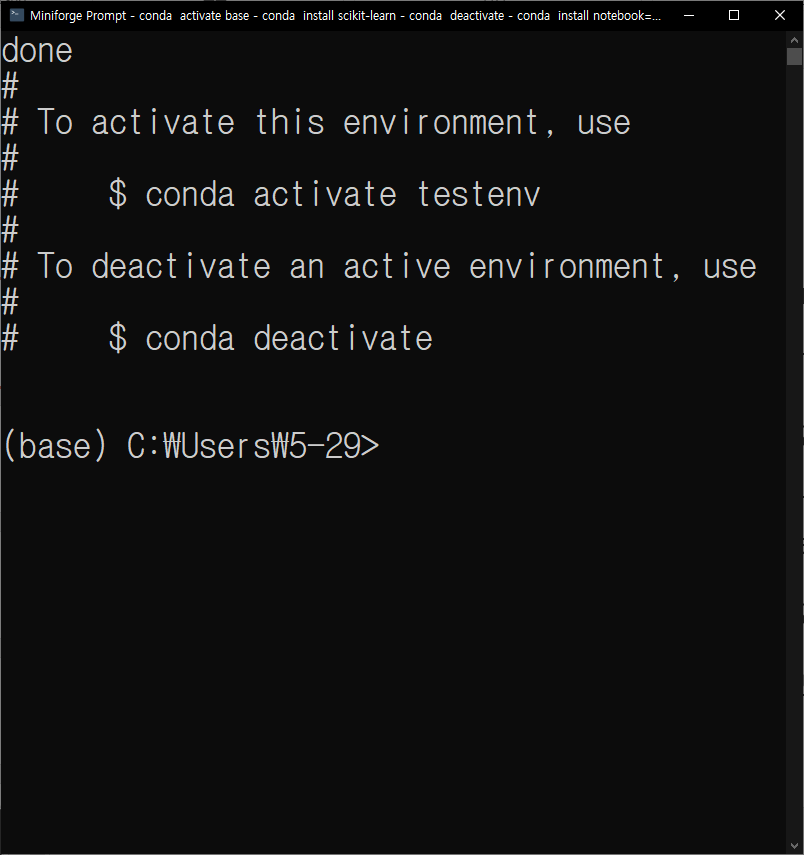 Miniforge Prompt - conda  activate base - conda  install scikit-learn - conda  deactivate - conda  install notebook=...
done
#
# To activate this environment, use
#
#     $ conda activate testenv
#
# To deactivate an active environment, use
#
#     $ conda deactivate
(base) C:₩Users₩5-29>